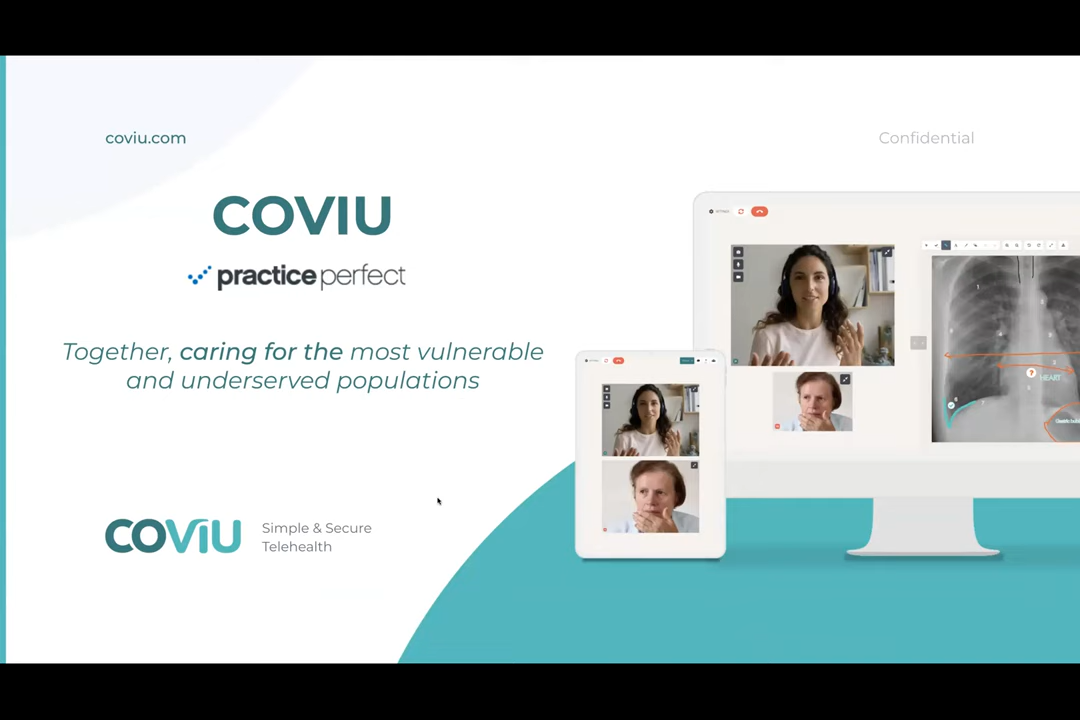 coviu.com
Confidential
COVIU
practice perfect
Together, caring for the most vulnerable
and underserved populations
HEART
COVIU
Simple & Secure
Telehealth